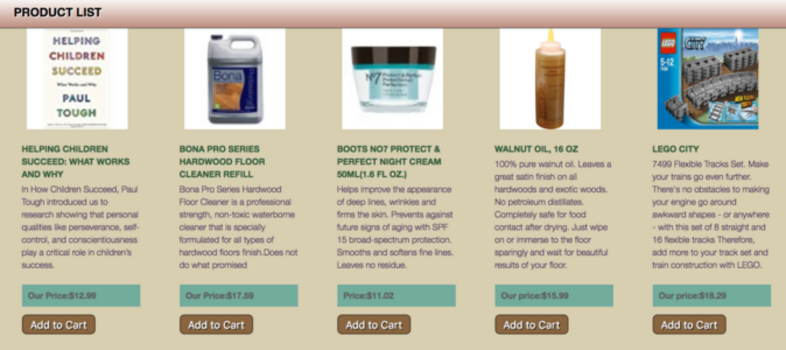 PRODUCT LIST
HELPING
CHILDREN
SUCCEED
What Works and Why
PAUL
TOUGH
HELPING CHILDREN
SUCCEED: WHAT WORKS
AND WHY
In How Children Succeed, Paul
Tough introduced us to
research showing that personal
qualities like perseverance, self-
control, and conscientiousness
play a critical role in children's
success.
Our Price:$12.99
Add to Cart
Bona
BONA PRO SERIES
HARDWOOD FLOOR
CLEANER REFILL
Bona Pro Series Hardwood
Floor Cleaner is a professional
strength, non-toxic waterborne
cleaner that is specially
formulated for all types of
hardwood floors finish.Does not
do what promised
Our Price:$17.59
Add to Cart
No7 Protect & Perfect
BOOTS NO7 PROTECT &
PERFECT NIGHT CREAM
50ML(1.6 FL OZ.)
Helps improve the appearance
of deep lines, wrinkles and
firms the skin. Prevents against
future signs of aging with SPF
15 broad-spectrum protection.
Smooths and softens fine lines.
Leaves no residue.
Price:$11.02
Add to Cart
WALNUT OIL, 16 OZ
100% pure walnut oil. Leaves a
great satin finish on all
hardwoods and exotic woods.
No petroleum distillates.
Completely safe for food
contact after drying. Just wipe
on or immerse to the floor
sparingly and wait for beautiful
results of your floor.
Our price:$15.99
Add to Cart
LEGO CITY
5-12
LEGO CITY
7499 Flexible Tracks Set. Make
your trains go even further.
There's no obstacles to making
your engine go around
awkward shapes - or anywhere
- with this set of 8 straight and
16 flexible tracks Therefore,
add more to your track set and
train construction with LEGO.
Our price:$18.29
Add to Cart